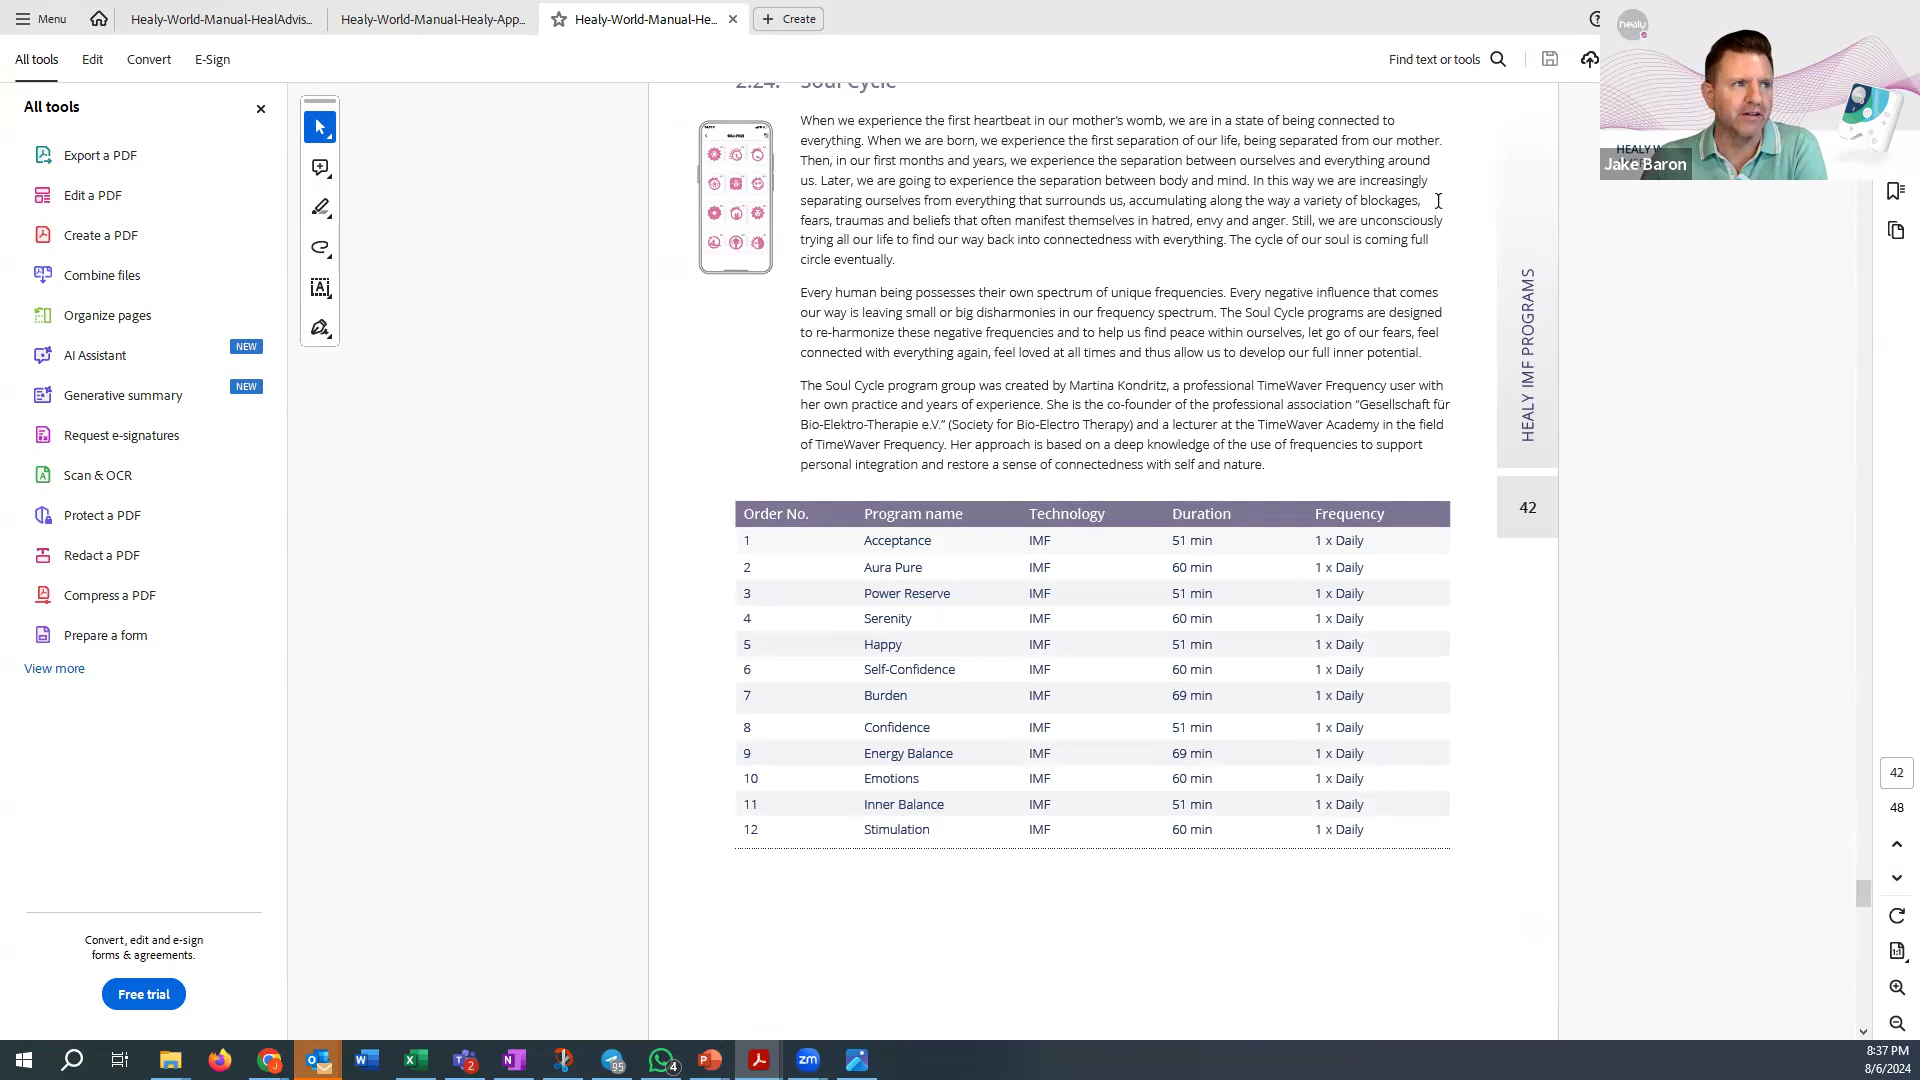 Menu
Healy-World-Manual-HealAdvis...
Healy-World-Manual-Healy-App...
Healy-World-Manual-He...
Create
All tools
Edit
Convert
E-Sign
Find text or tools
healy
HEALY W
Jake Baron
All tools
Export a PDF
Edit a PDF
Create a PDF
Combine files
Organize pages
AI Assistant NEW
Generative summary NEW
Request e-signatures
Scan & OCR
Protect a PDF
Redact a PDF
Compress a PDF
Prepare a form
View more
Convert, edit and e-sign
forms & agreements.
Free trial
2.24. Soul Cycle
When we experience the first heartbeat in our mother's womb, we are in a state of being connected to
everything. When we are born, we experience the first separation of our life, being separated from our mother.
Then, in our first months and years, we experience the separation between ourselves and everything around
us. Later, we are going to experience the separation between body and mind. In this way we are increasingly
separating ourselves from everything that surrounds us, accumulating along the way a variety of blockages,
fears, traumas and beliefs that often manifest themselves in hatred, envy and anger. Still, we are unconsciously
trying all our life to find our way back into connectedness with everything. The cycle of our soul is coming full
circle eventually.
Every human being possesses their own spectrum of unique frequencies. Every negative influence that comes
our way is leaving small or big disharmonies in our frequency spectrum. The Soul Cycle programs are designed
to re-harmonize these negative frequencies and to help us find peace within ourselves, let go of our fears, feel
connected with everything again, feel loved at all times and thus allow us to develop our full inner potential.
The Soul Cycle program group was created by Martina Kondritz, a professional TimeWaver Frequency user with
her own practice and years of experience. She is the co-founder of the professional association "Gesellschaft für
Bio-Elektro-Therapie e.V." (Society for Bio-Electro Therapy) and a lecturer at the TimeWaver Academy in the field
of TimeWaver Frequency. Her approach is based on a deep knowledge of the use of frequencies to support
personal integration and restore a sense of connectedness with self and nature.
Order No. Program name Technology Duration Frequency
1 Acceptance IMF 51 min 1 x Daily
2 Aura Pure IMF 60 min 1 x Daily
3 Power Reserve IMF 51 min 1 x Daily
4 Serenity IMF 60 min 1 x Daily
5 Happy IMF 51 min 1 x Daily
6 Self-Confidence IMF 60 min 1 x Daily
7 Burden IMF 69 min 1 x Daily
8 Confidence IMF 51 min 1 x Daily
9 Energy Balance IMF 69 min 1 x Daily
10 Emotions IMF 60 min 1 x Daily
11 Inner Balance IMF 51 min 1 x Daily
12 Stimulation IMF 60 min 1 x Daily
HEALY IMF PROGRAMS
42
42
48
8:37 PM
8/6/2024